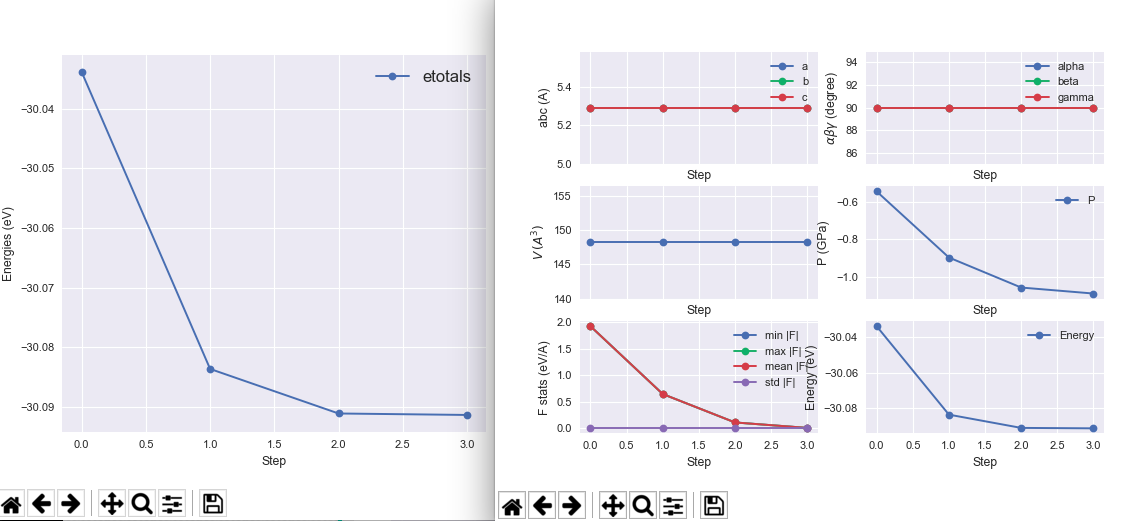 etotals
Energies (eV)
−30.04
−30.05
−30.06
−30.07
−30.08
−30.09
0.0 0.5 1.0 1.5 2.0 2.5 3.0
Step
abc (A)
5.4
5.2
5.0
a
b
c
Step
αβγ (degree)
94
92
90
88
86
alpha
beta
gamma
Step
V (A³)
155
150
145
140
Step
P (GPa)
−0.6
−0.8
−1.0
P
Step
F stats (eV/A)
2.0
1.5
1.0
0.5
0.0
min |F|
max |F|
mean |F|
std |F|
0.0 0.5 1.0 1.5 2.0 2.5 3.0
Step
Energy (eV)
−30.04
−30.06
−30.08
Energy
0.0 0.5 1.0 1.5 2.0 2.5 3.0
Step